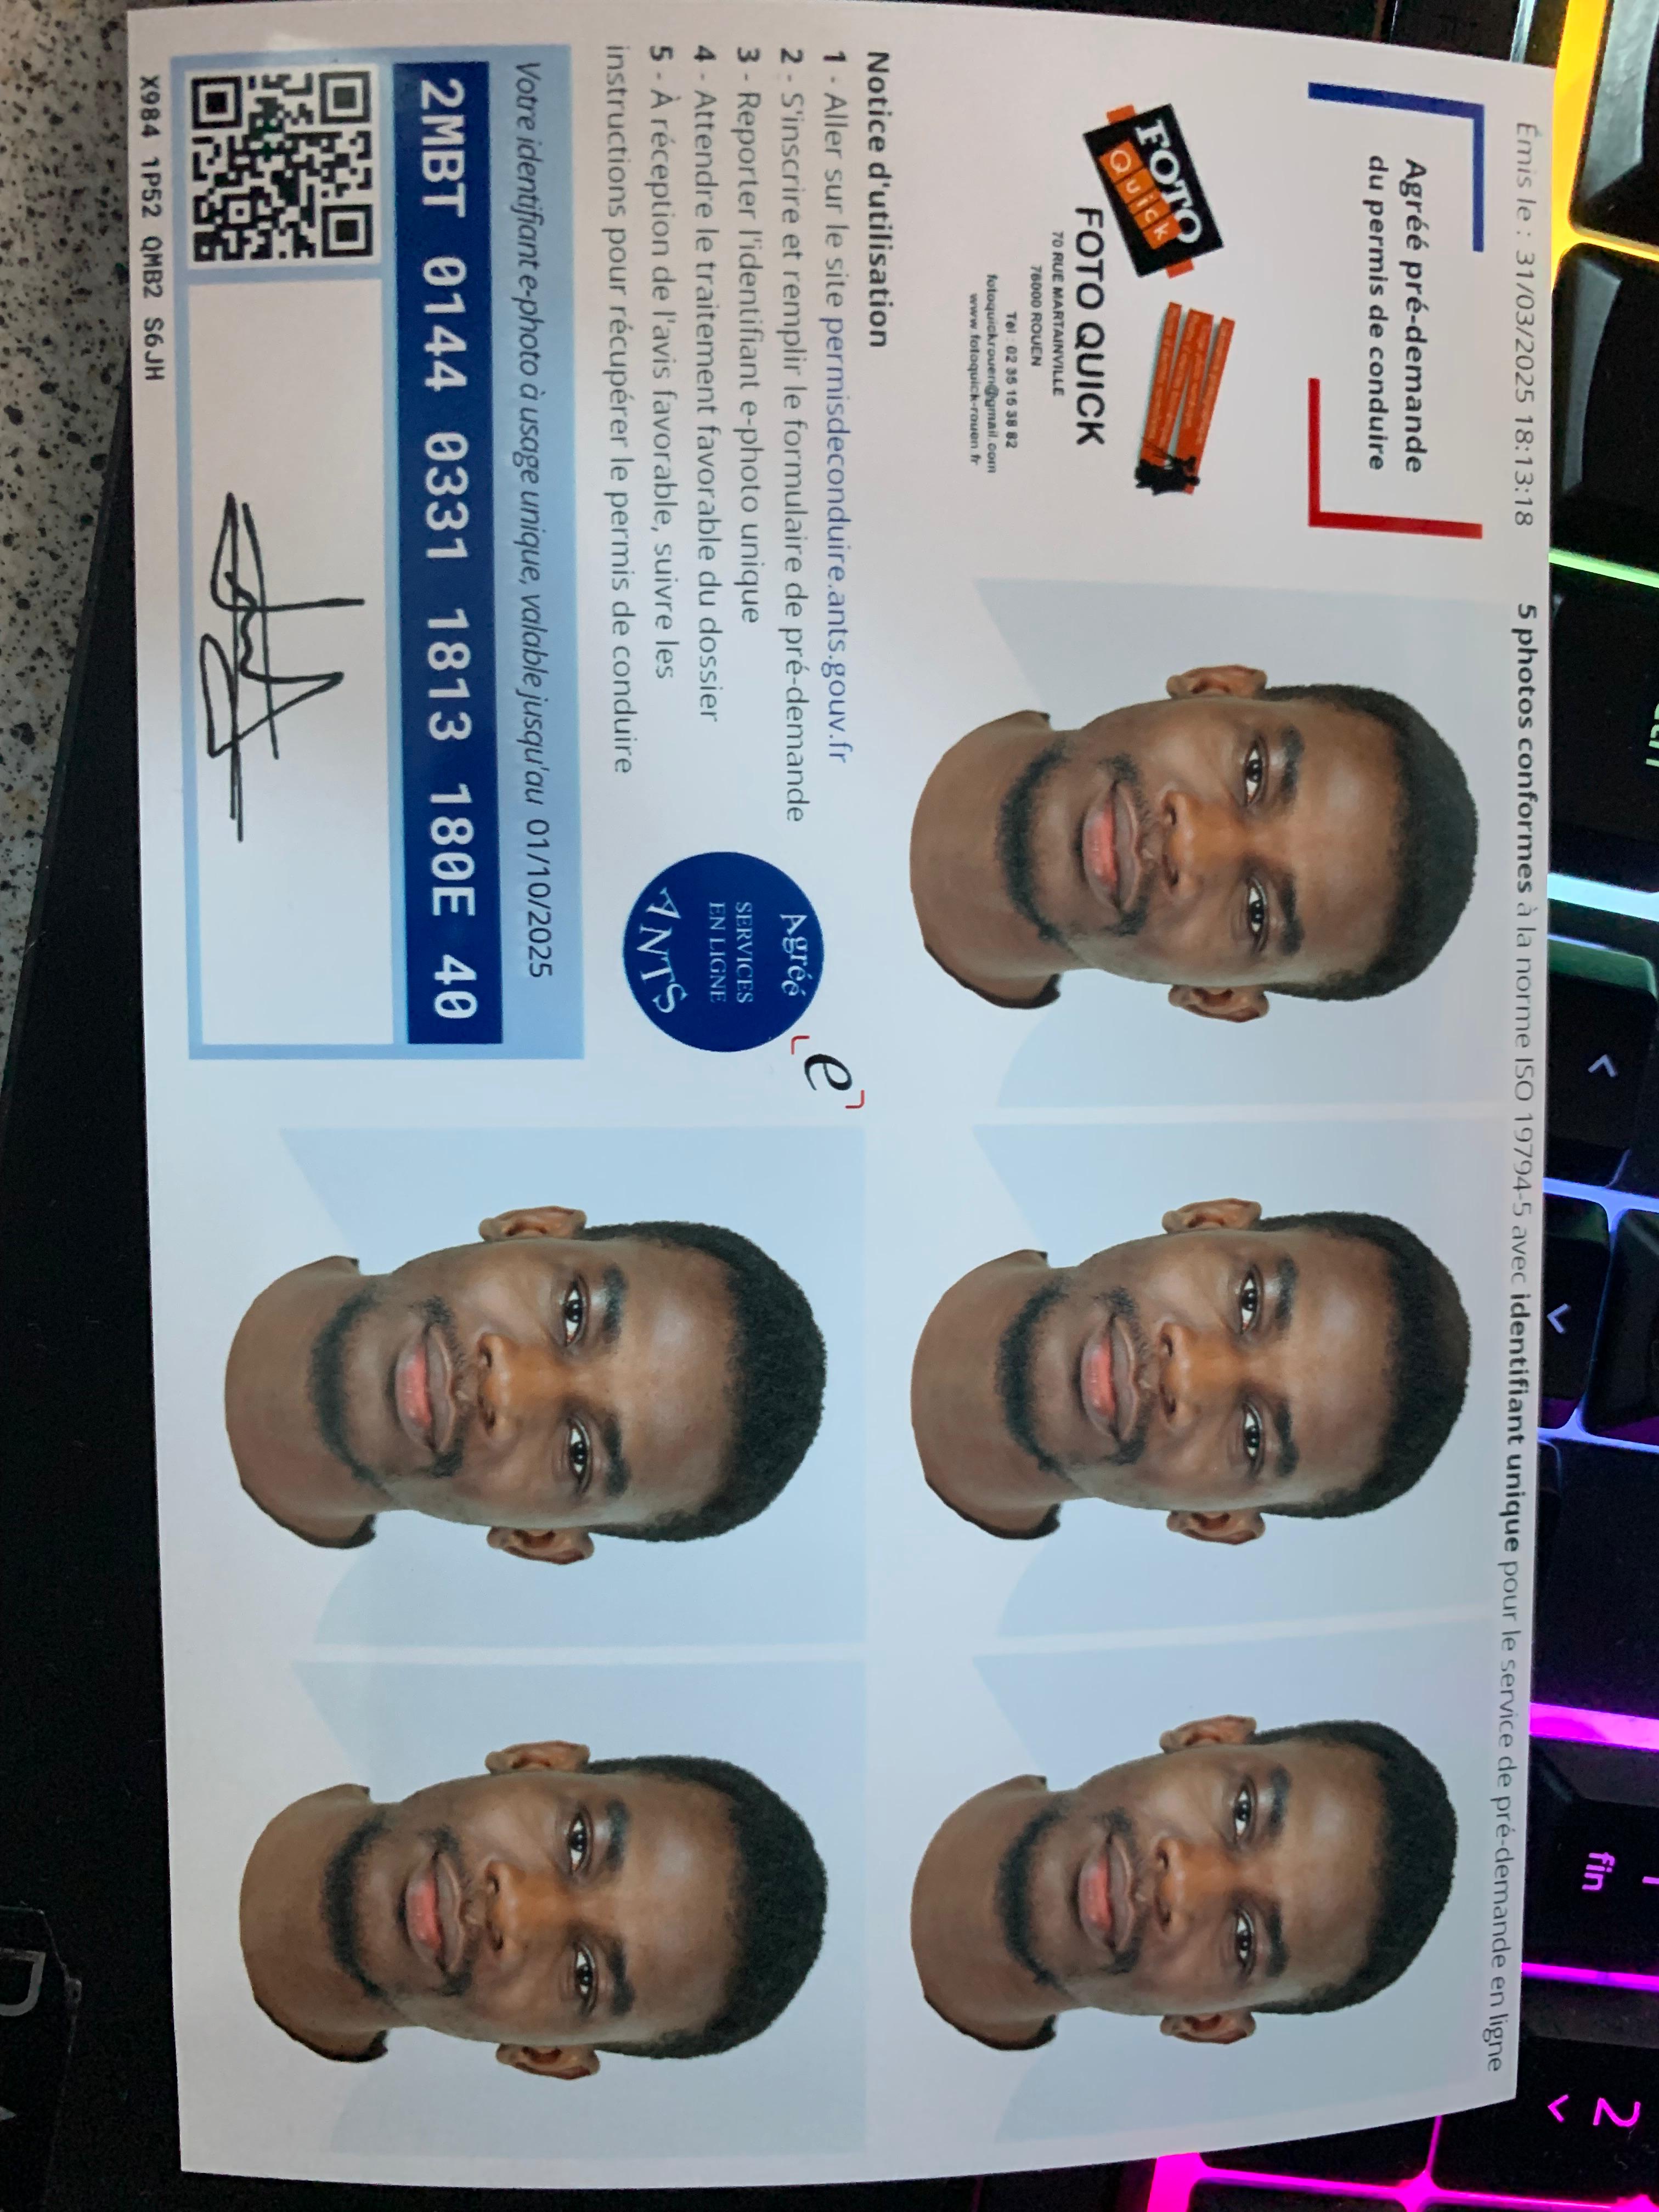 Émis le : 31/03/2025 18:13:18
5 photos conformes à la norme ISO 19794-5 avec identifiant unique pour le service de pré-demande en ligne
Agréé pré-demande
du permis de conduire
FOTO
Quick
FOTO QUICK
70 RUE MARTAINVILLE
76000 ROUEN
Tél : 02 35 15 38 82
fotoquickrouen@gmail.com
www.fotoquick-rouen.fr
Notice d'utilisation
1 - Aller sur le site permisdeconduire.ants.gouv.fr
2 - S'inscrire et remplir le formulaire de pré-demande
3 - Reporter l'identifiant e-photo unique
4 - Attendre le traitement favorable du dossier
5 - À réception de l'avis favorable, suivre les
instructions pour récupérer le permis de conduire
Agréé
SERVICES
EN LIGNE
ANTS
e
Votre identifiant e-photo à usage unique, valable jusqu'au 01/10/2025
2MBT 0144 0331 1813 180E 40
X984 1P52 QMB2 S6JH
fin
2